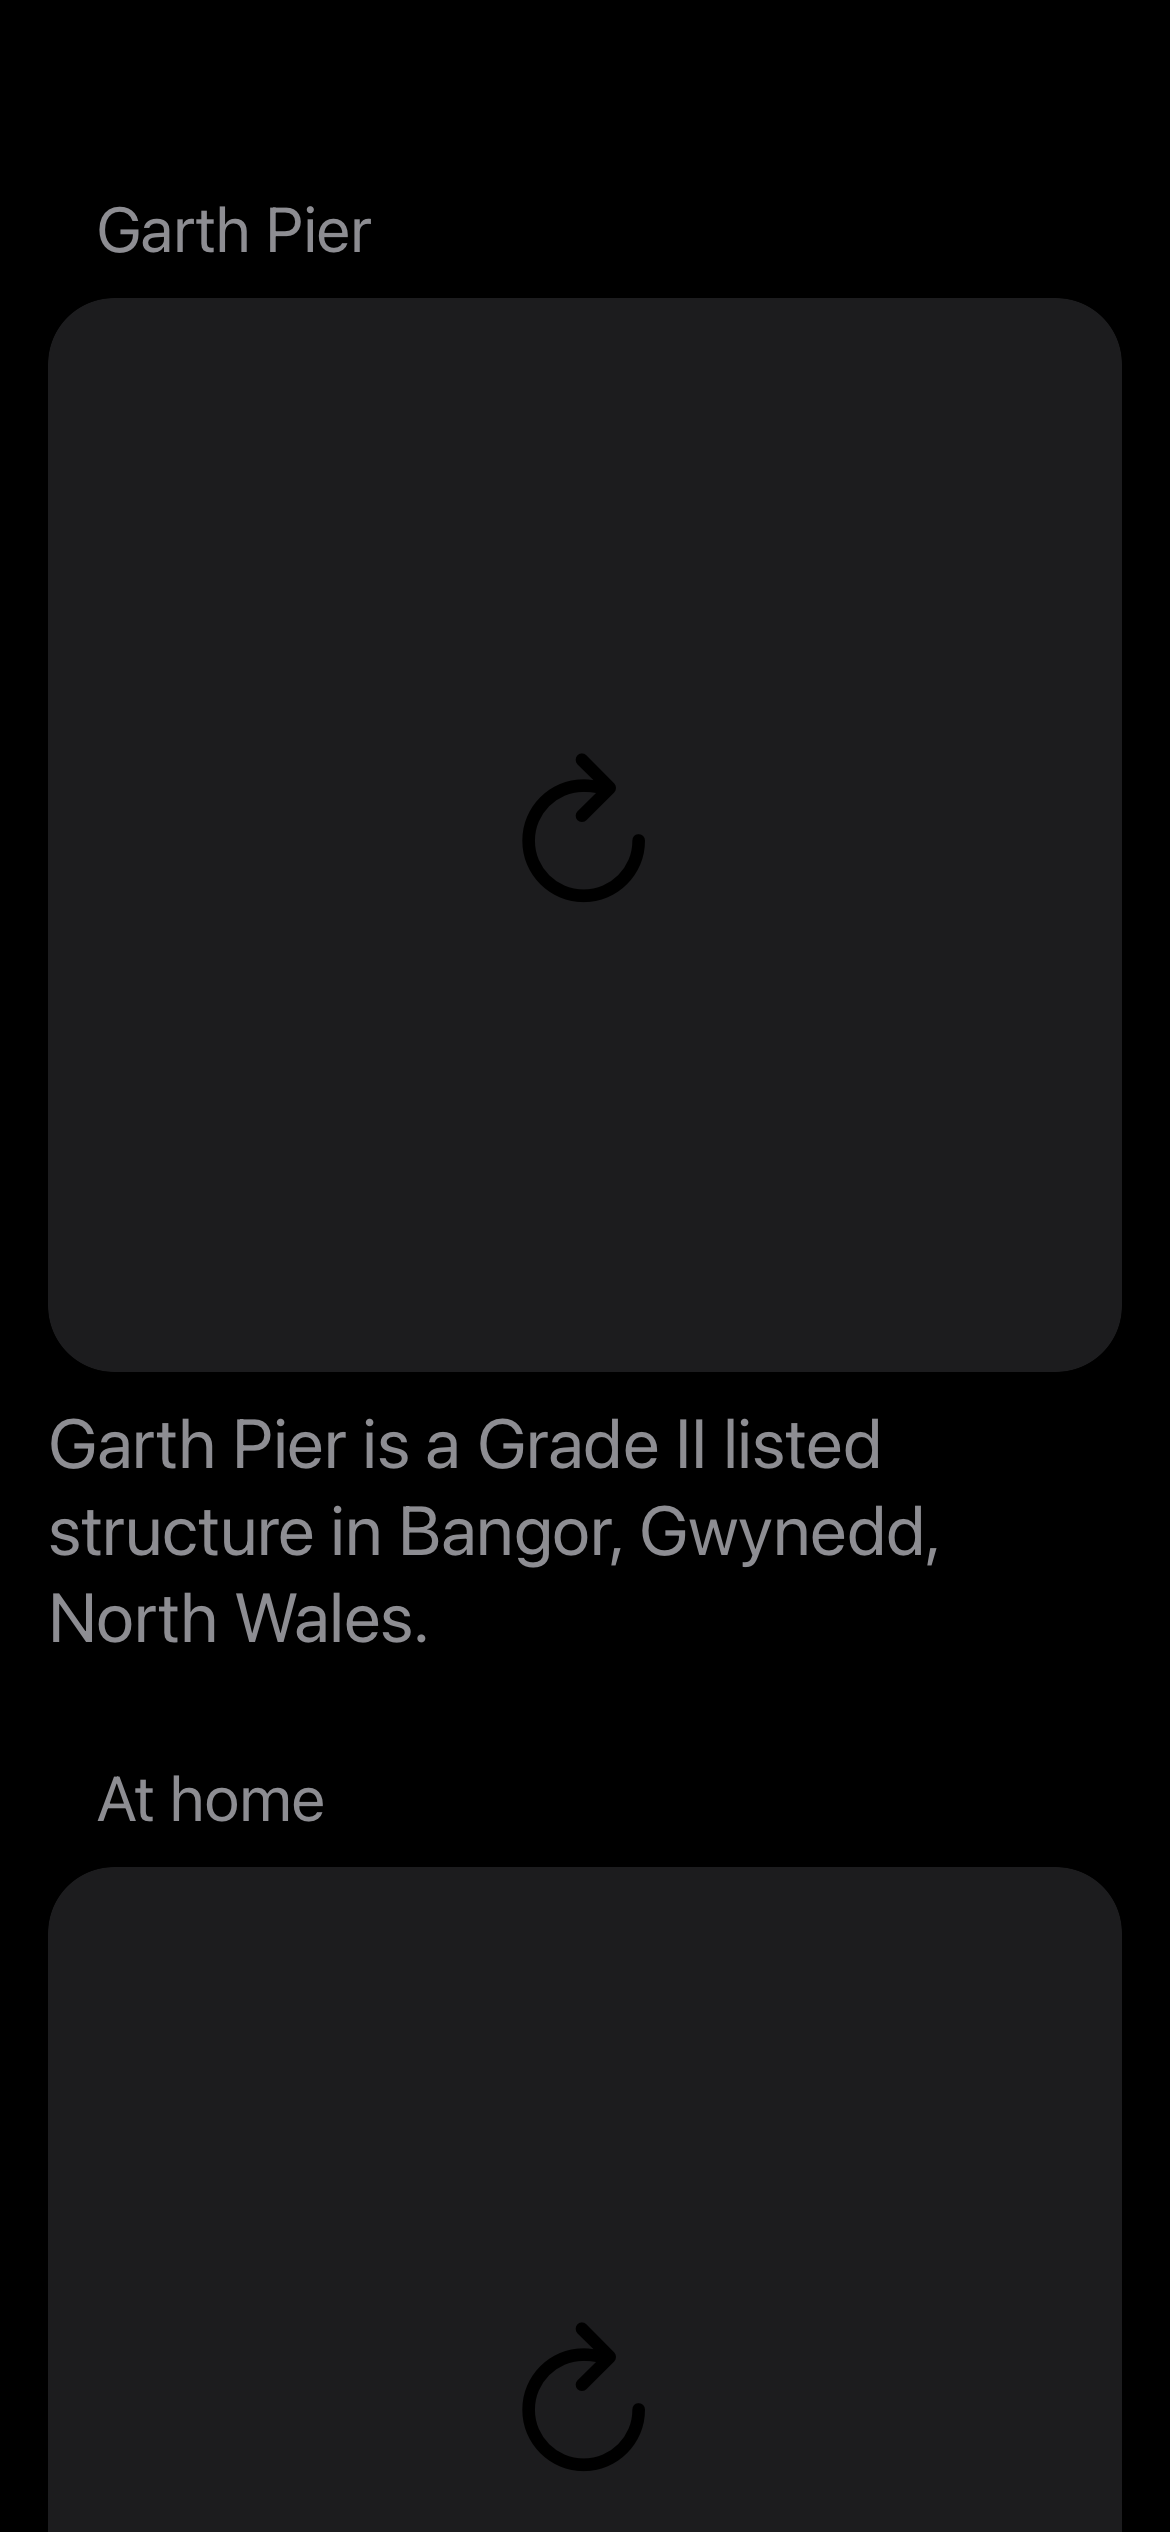 Garth Pier
Garth Pier is a Grade II listed
structure in Bangor, Gwynedd,
North Wales.
At home